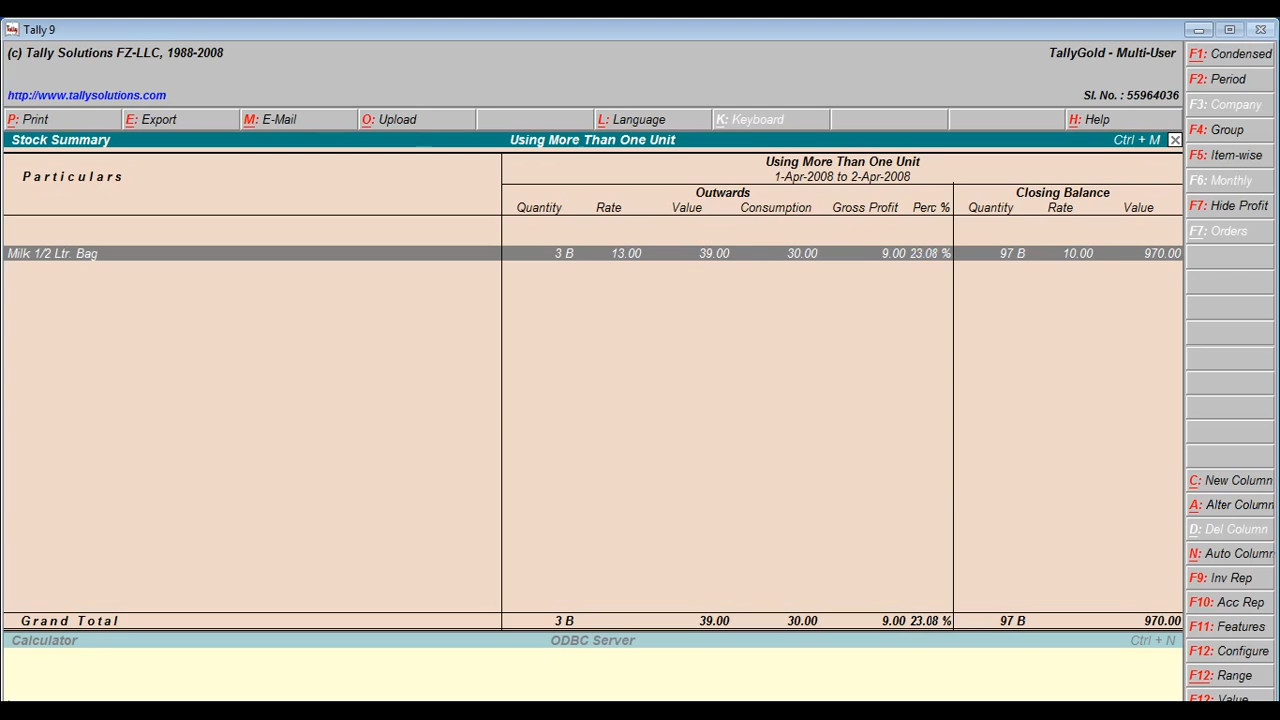 Tally 9
(c) Tally Solutions FZ-LLC, 1988-2008 TallyGold - Multi-User
http://www.tallysolutions.com Sl. No. : 55964036
P: Print E: Export M: E-Mail O: Upload L: Language K: Keyboard H: Help
Stock Summary Using More Than One Unit Ctrl + M
Particulars Using More Than One Unit
1-Apr-2008 to 2-Apr-2008
Outwards Closing Balance
Quantity Rate Value Consumption Gross Profit Perc % Quantity Rate Value
Milk 1/2 Ltr. Bag 3 B 13.00 39.00 30.00 9.00 23.08 % 97 B 10.00 970.00
Grand Total 3 B 39.00 30.00 9.00 23.08 % 97 B 970.00
Calculator ODBC Server Ctrl + N
F1: Condensed
F2: Period
F3: Company
F4: Group
F5: Item-wise
F6: Monthly
F7: Hide Profit
F7: Orders
C: New Column
A: Alter Column
D: Del Column
N: Auto Column
F9: Inv Rep
F10: Acc Rep
F11: Features
F12: Configure
F12: Range
F12: Value